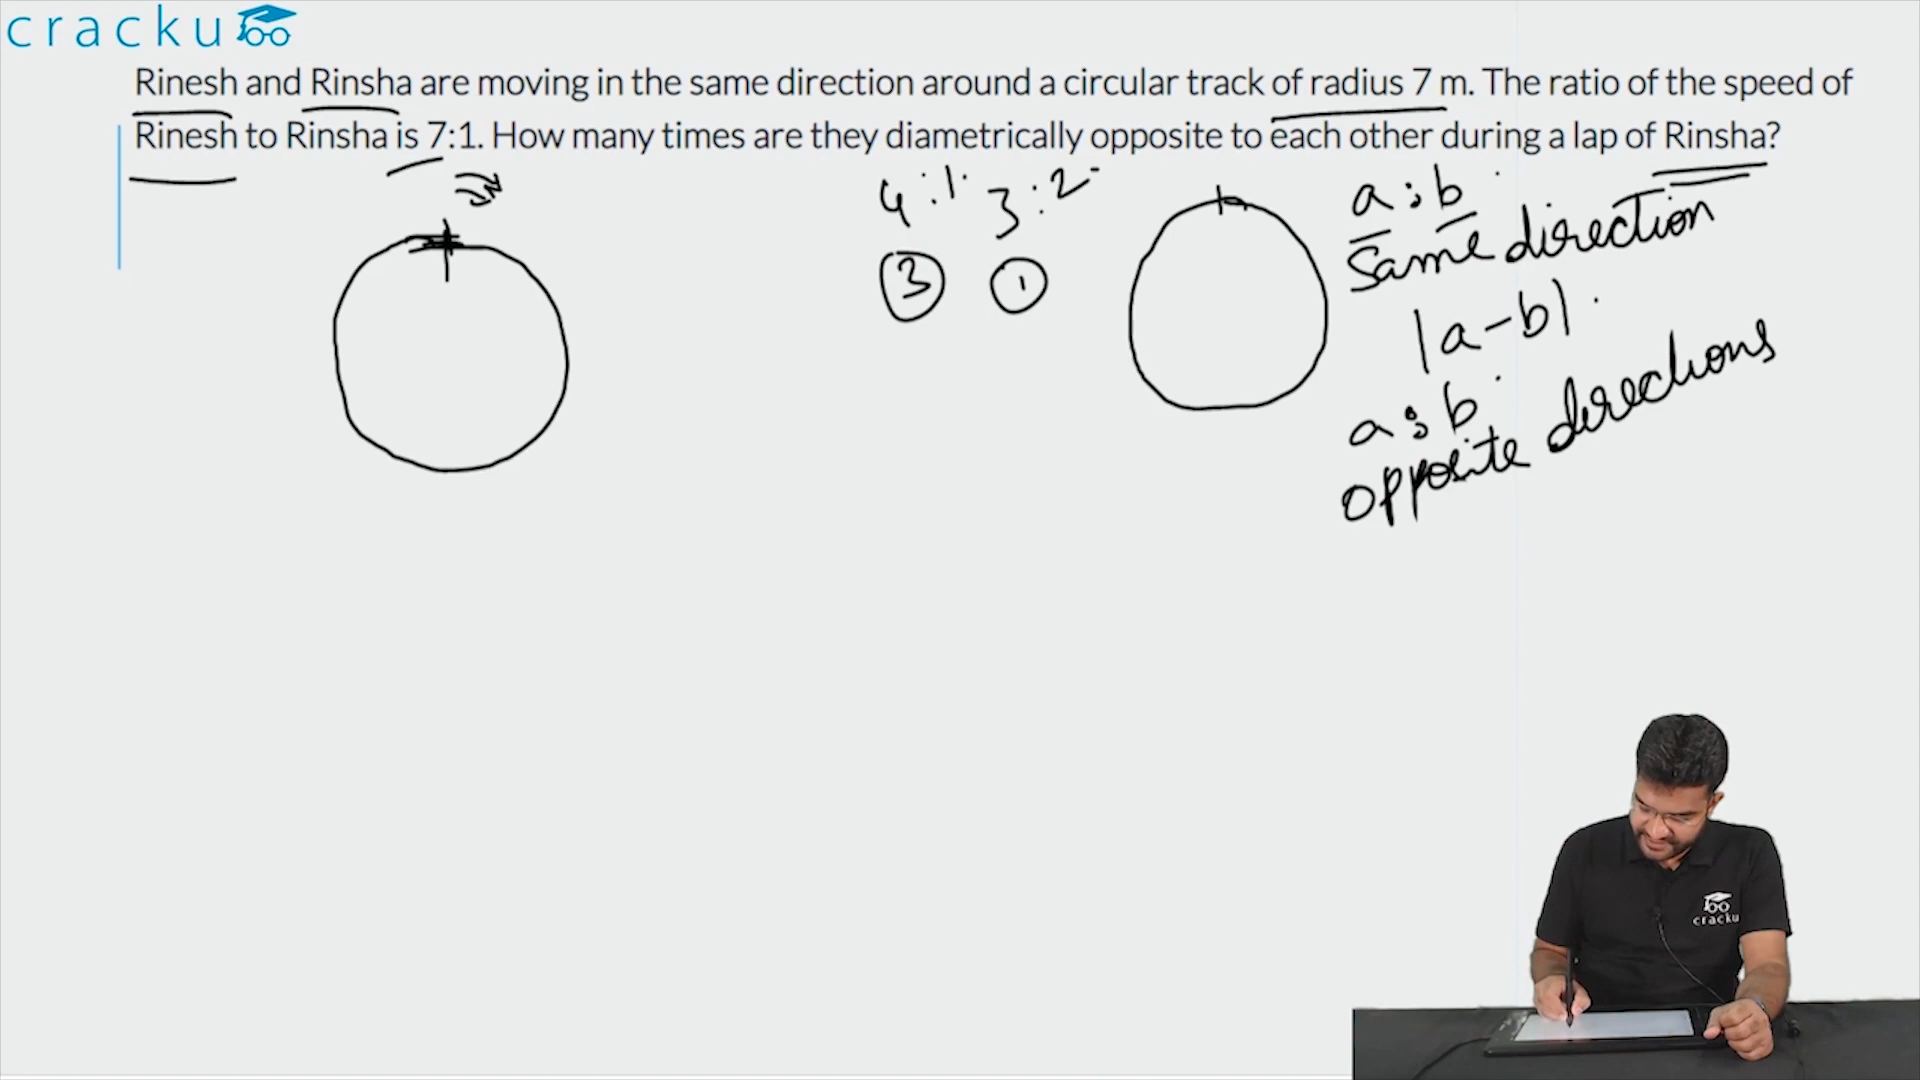 cracku
Rinesh and Rinsha are moving in the same direction around a circular track of radius 7 m. The ratio of the speed of
Rinesh to Rinsha is 7:1. How many times are they diametrically opposite to each other during a lap of Rinsha?
4:1 3:2
3 1
a:b
Same direction
|a-b|
a:b
opposite directions
cracku